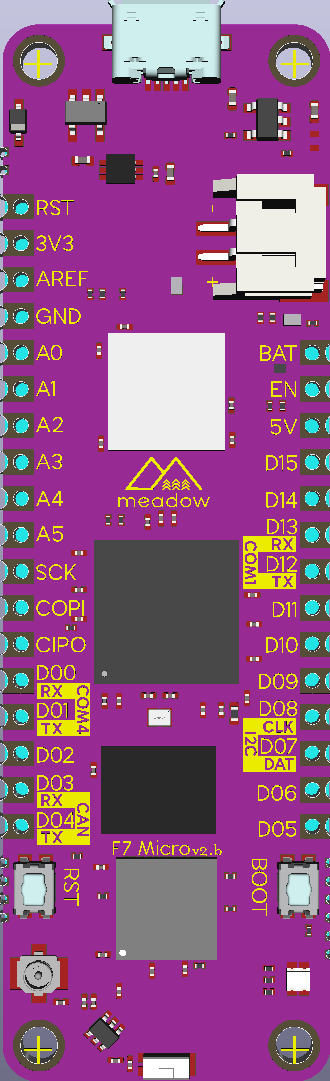 -
RST
3V3
AREF
+
GND
A0
BAT
A1
EN
A2
5V
A3
D15
meadow
A4
D14
A5
D13
RX
COM1
SCK
D12
TX
COPI
D11
CIPO
D10
D00
D09
RX
COM4
D01
D08
TX
CLK
I2C
D02
D07
DAT
D03
D06
RX
CAN
D04
D05
TX
F7 Microv2.b
RST
BOOT